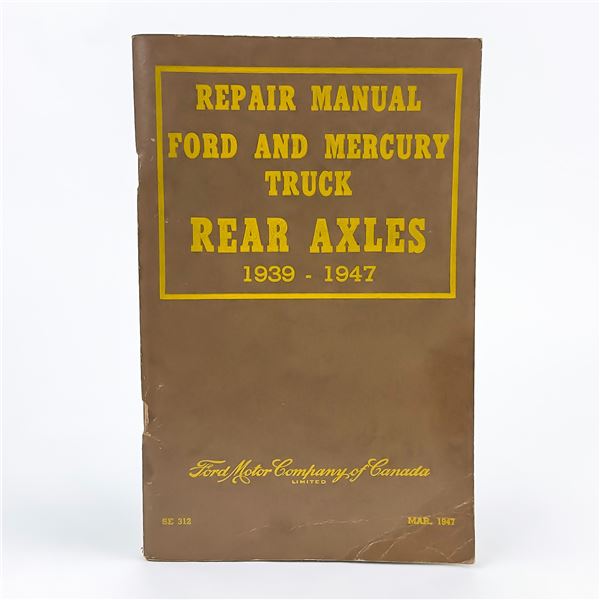 REPAIR MANUAL
FORD AND MERCURY
TRUCK
REAR AXLES
1939 - 1947
Ford Motor Company of Canada
LIMITED
SE 312 MAR. 1947